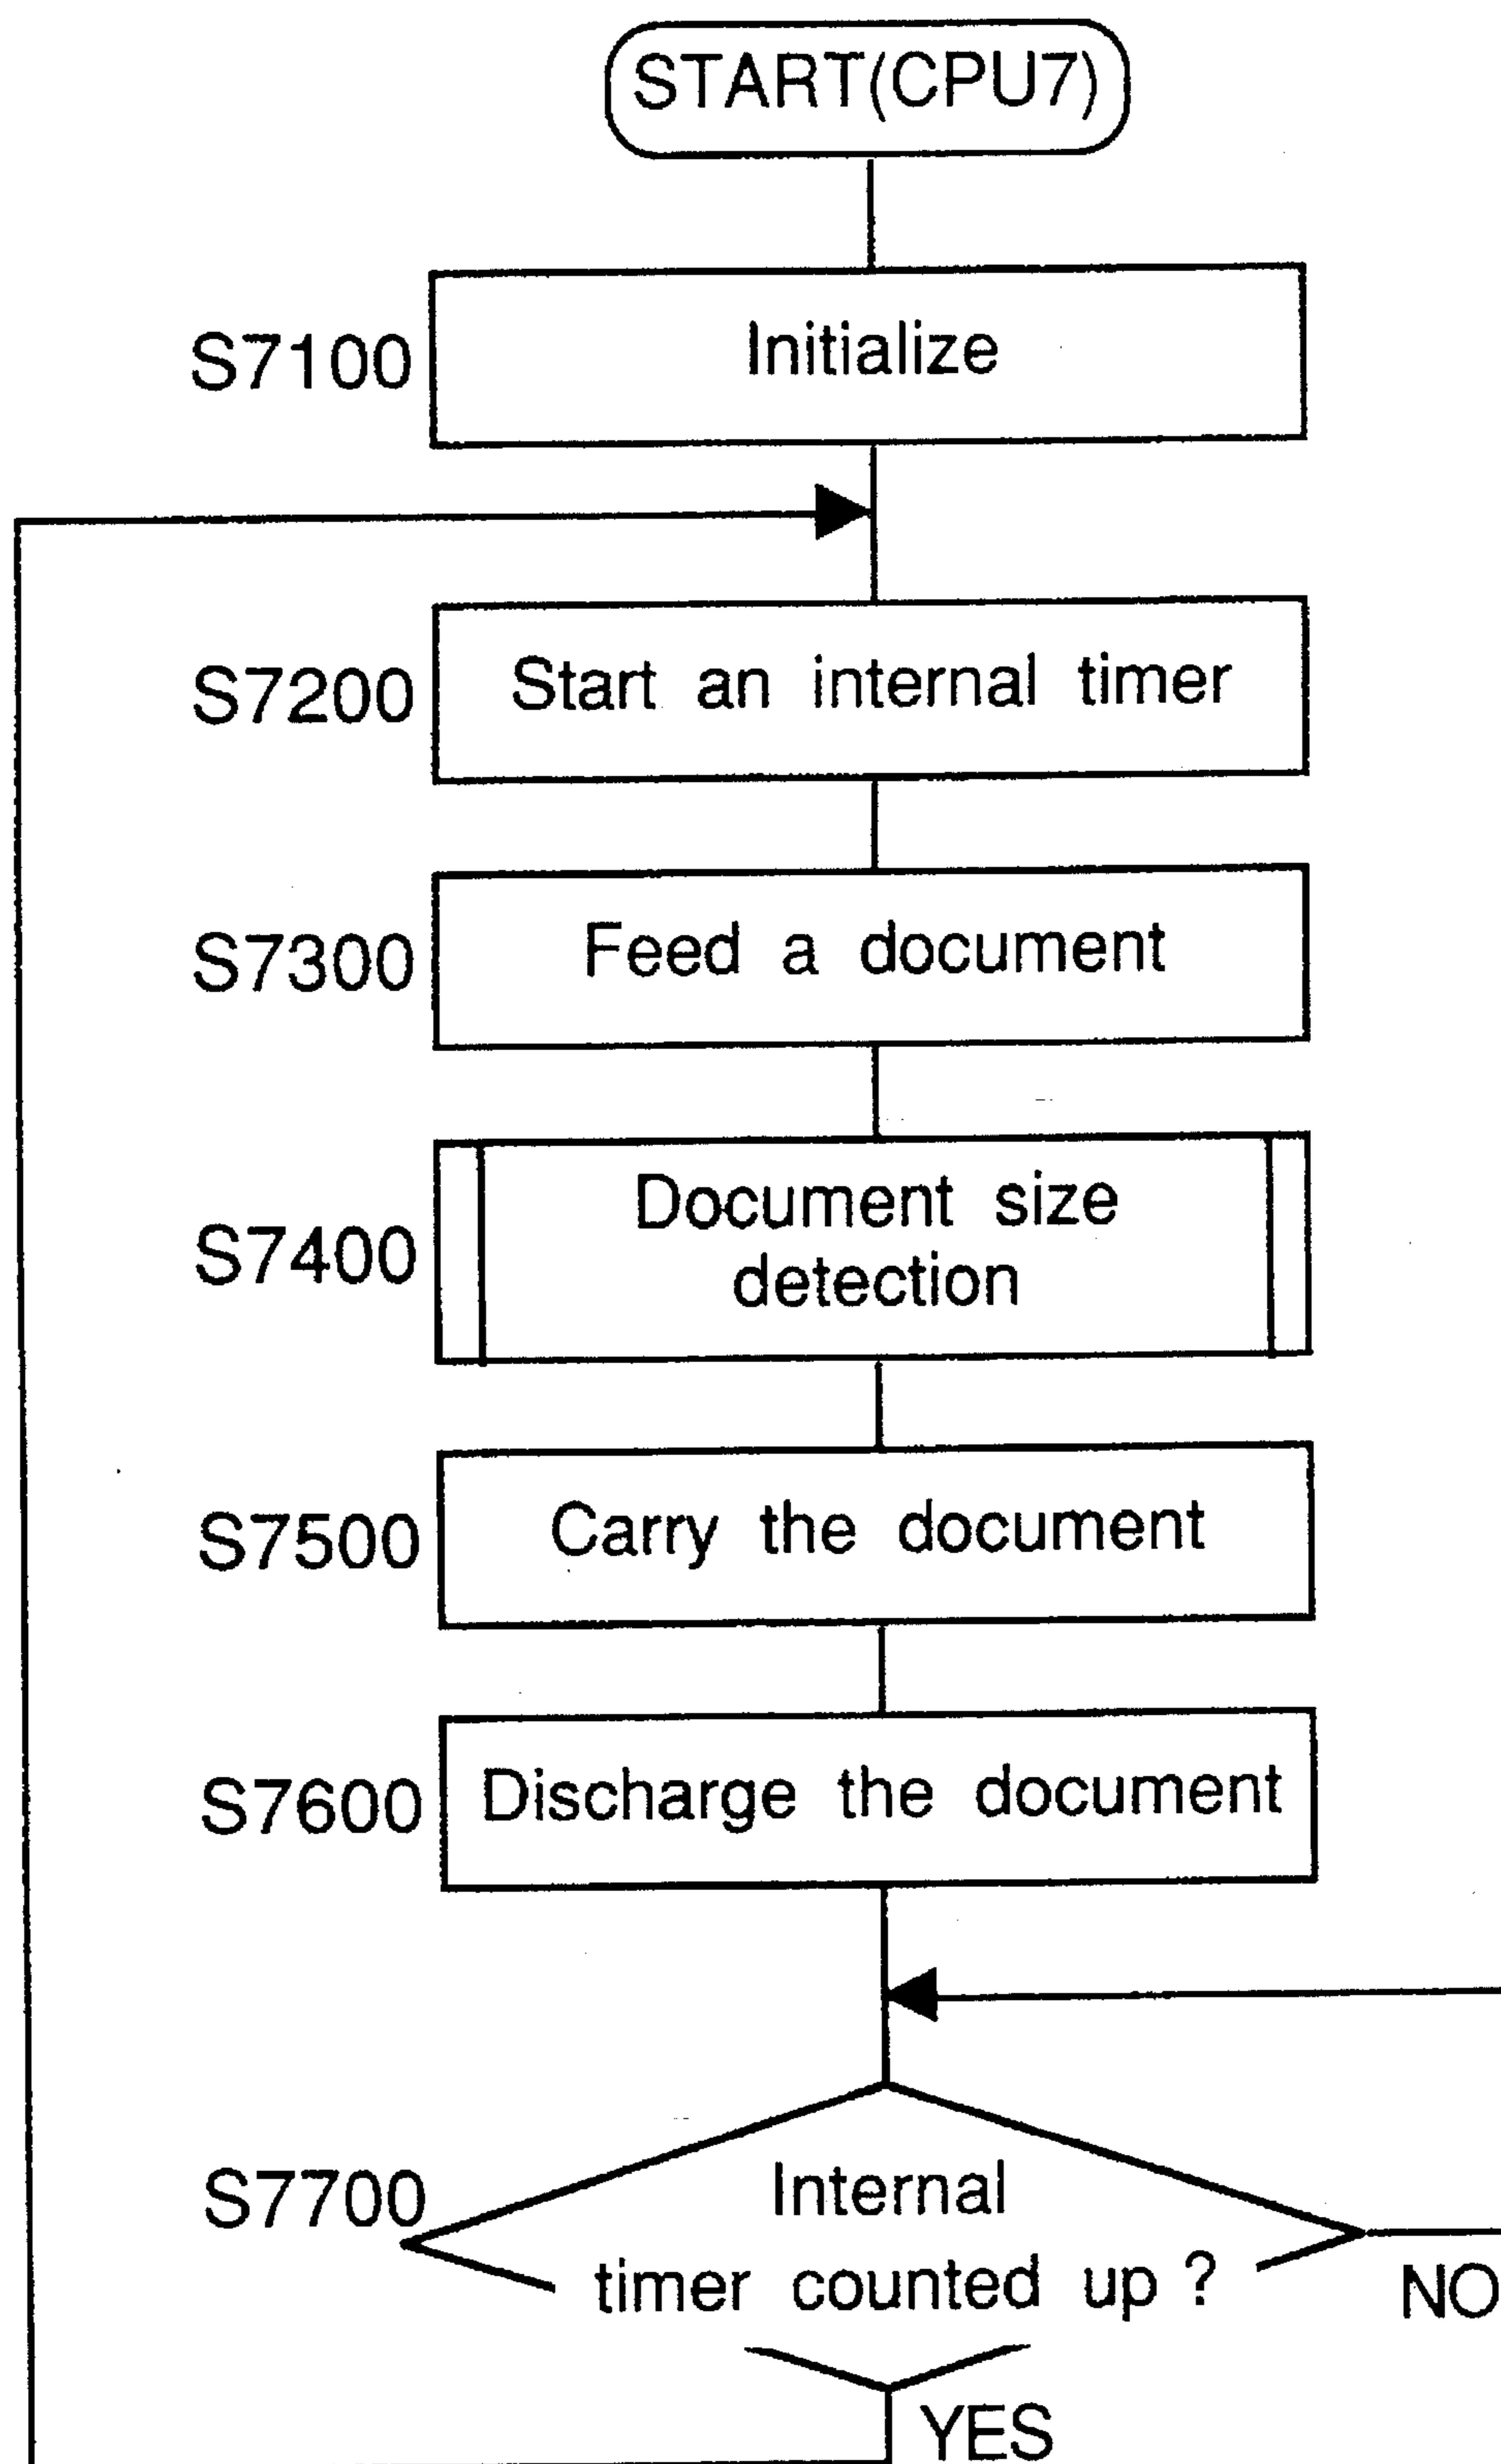 START(CPU7)
S7100
Initialize
S7200
Start an internal timer
S7300
Feed a document
S7400
Document size
detection
S7500
Carry the document
S7600
Discharge the document
S7700
Internal
timer counted up ?
NO
YES